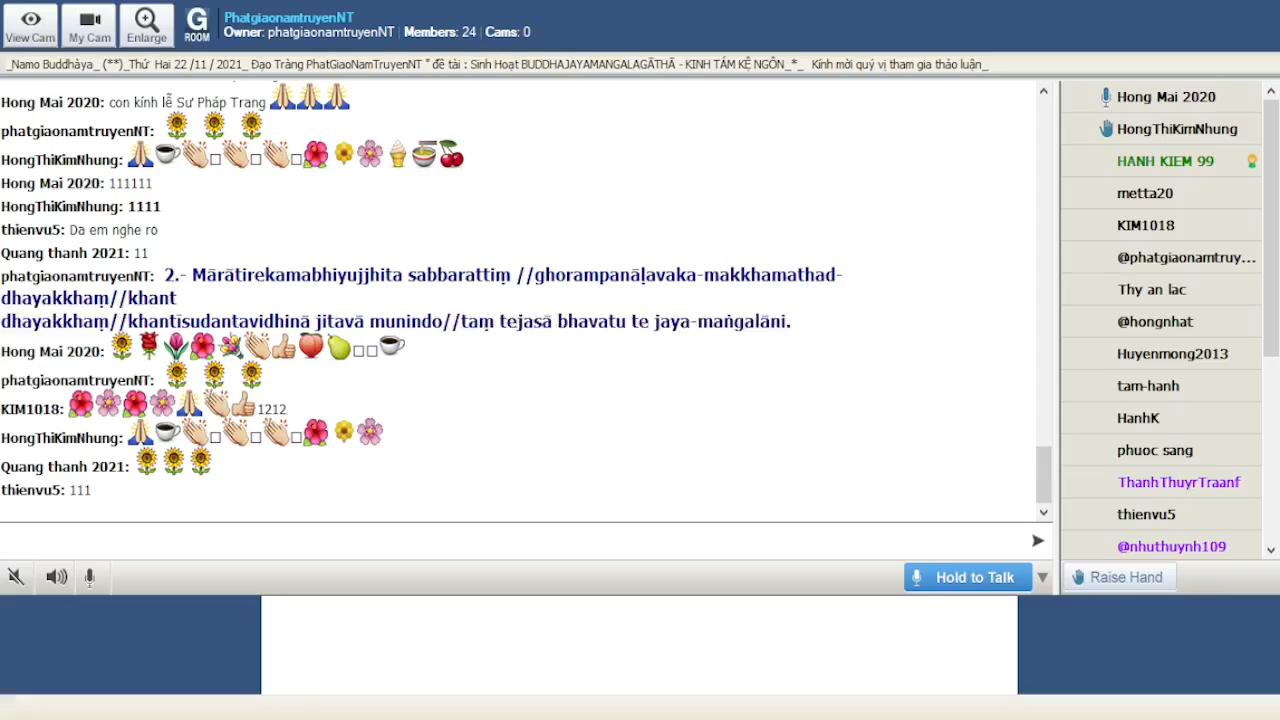 View Cam
My Cam
Enlarge
G
ROOM
PhatgiaonamtruyenNT
Owner: phatgiaonamtruyenNT | Members: 24 | Cams: 0
_Namo Buddhàya_ (**)_Thứ Hai 22 /11 / 2021_ Đạo Tràng PhatGiaoNamTruyenNT " đề tài : Sinh Hoạt BUDDHAJAYAMANGALAGĀTHĀ - KINH TÁM KỆ NGÔN_*_ Kính mời quý vị tham gia thảo luận_
Hong Mai 2020: con kính lễ Sư Pháp Trang 🙏🙏🙏
phatgiaonamtruyenNT: 🌻 🌻 🌻
HongThiKimNhung: 🙏☕👏□👏□👏□🌺🌼🌸🍦🍲🍒
Hong Mai 2020: 111111
HongThiKimNhung: 1111
thienvu5: Da em nghe ro
Quang thanh 2021: 11
phatgiaonamtruyenNT: 2.- Mārātirekamabhiyujjhita sabbarattiṃ //ghorampanāḷavaka-makkhamathad-
dhayakkhaṃ//khant
dhayakkhaṃ//khantīsudantavidhinā jitavā munindo//taṃ tejasā bhavatu te jaya-maṅgalāni.
Hong Mai 2020: 🌻🌹🌷🌺💐👏👍🍑🍐□□☕
phatgiaonamtruyenNT: 🌻 🌻 🌻
KIM1018: 🌺🌸🌺🌸🙏👏👍1212
HongThiKimNhung: 🙏☕👏□👏□👏□🌺🌼🌸
Quang thanh 2021: 🌻🌻🌻
thienvu5: 111
Hold to Talk
Hong Mai 2020
HongThiKimNhung
HANH KIEM 99
metta20
KIM1018
@phatgiaonamtruy...
Thy an lac
@hongnhat
Huyenmong2013
tam-hanh
HanhK
phuoc sang
ThanhThuyrTraanf
thienvu5
@nhuthuynh109
Raise Hand